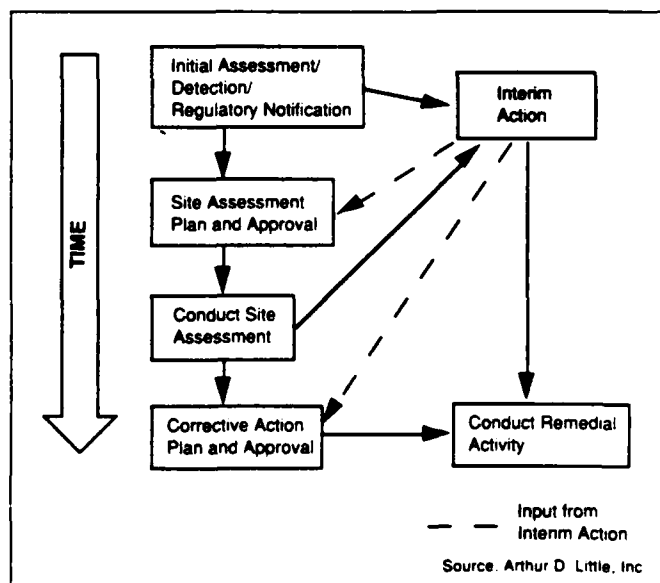 Initial Assessment/
Detection/
Regulatory Notification
Interim
Action
Site Assessment
Plan and Approval
TIME
Conduct Site
Assessment
Corrective Action
Plan and Approval
Conduct Remedial
Activity
Input from
Interim Action
Source. Arthur D. Little, Inc